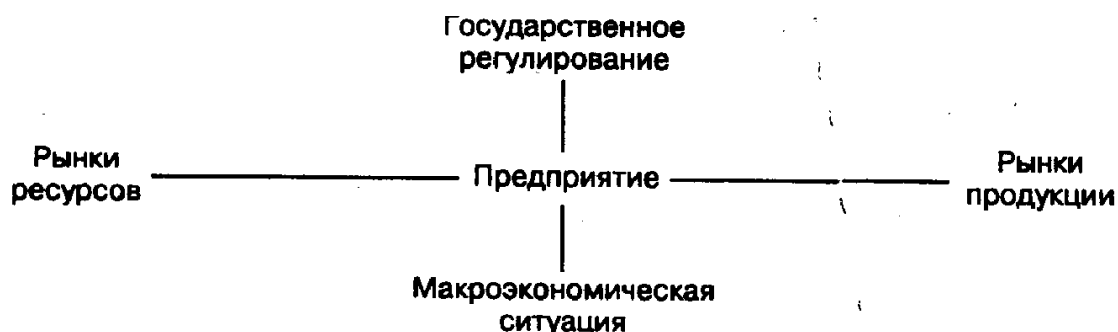 Государственное
регулирование
Рынки
ресурсов
Предприятие
Рынки
продукции
Макроэкономическая
ситуация